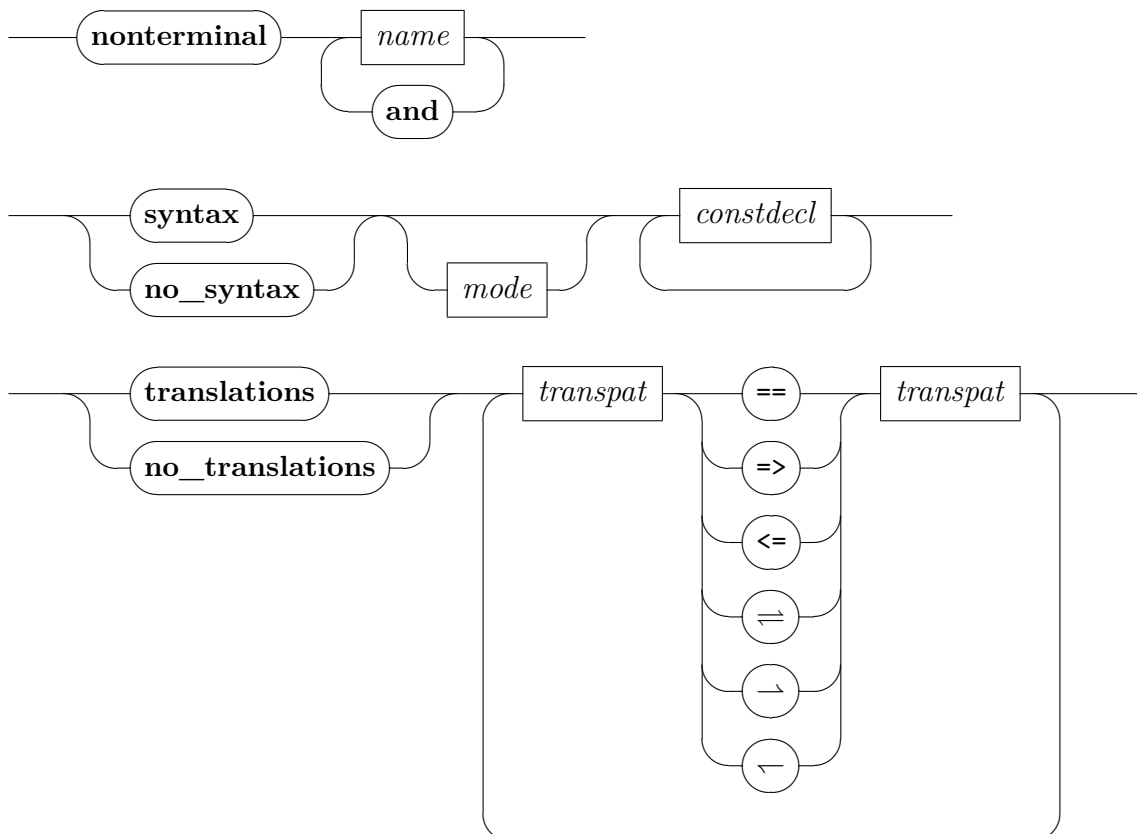 nonterminal name
and
syntax constdecl
no_syntax mode
translations transpat == transpat
no_translations =>
<=
⇌
⇀
↽